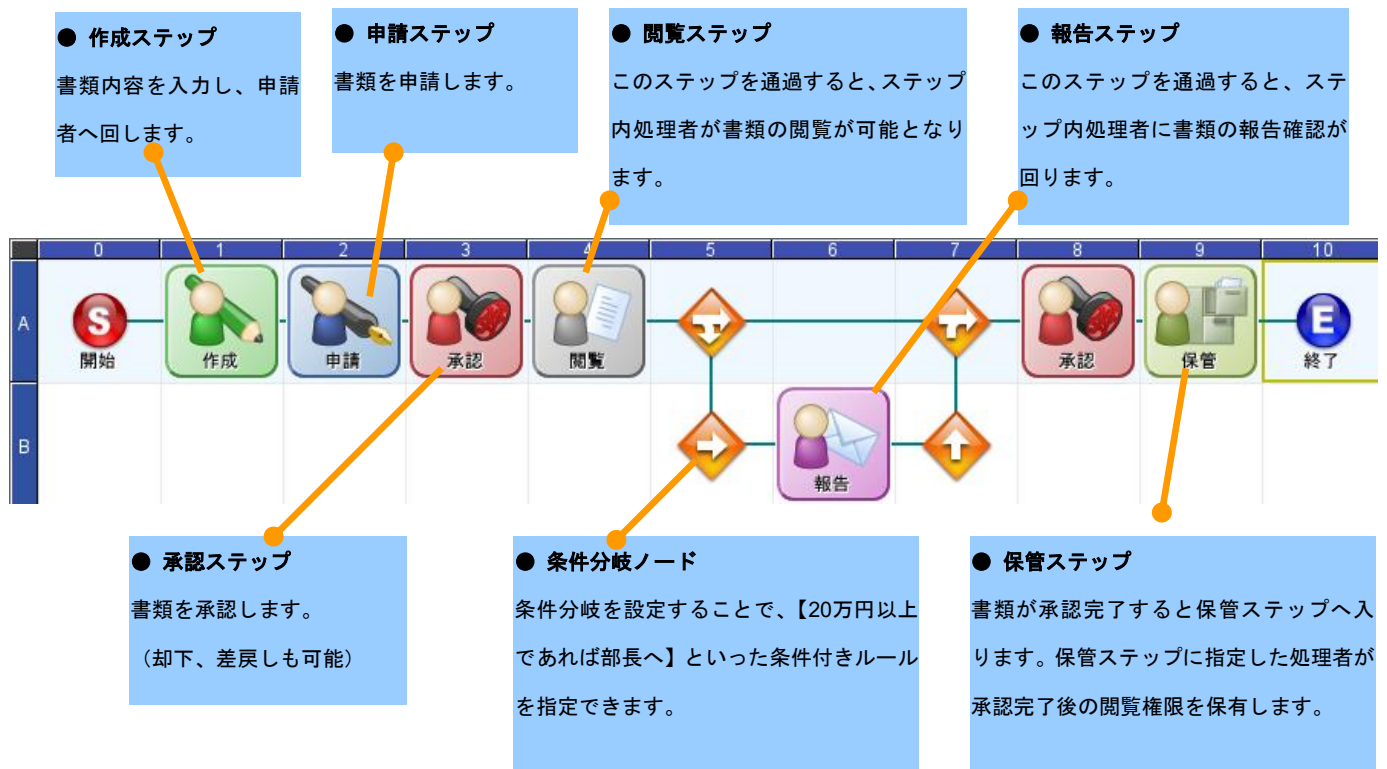 ● 作成ステップ
書類内容を入力し、申請
者へ回します。
● 申請ステップ
書類を申請します。
● 閲覧ステップ
このステップを通過すると、ステップ
内処理者が書類の閲覧が可能となり
ます。
● 報告ステップ
このステップを通過すると、ステ
ップ内処理者に書類の報告確認が
回ります。
0 1 2 3 4 5 6 7 8 9 10
A
S
開始
作成
申請
承認
閲覧
承認
保管
E
終了
B
報告
● 承認ステップ
書類を承認します。
（却下、差戻しも可能）
● 条件分岐ノード
条件分岐を設定することで、【20万円以上
であれば部長へ】といった条件付きルール
を指定できます。
● 保管ステップ
書類が承認完了すると保管ステップへ入
ります。保管ステップに指定した処理者が
承認完了後の閲覧権限を保有します。